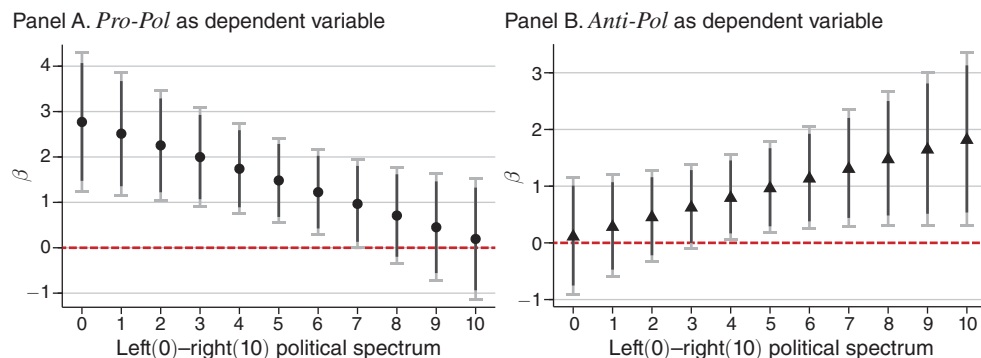 Panel A. Pro-Pol as dependent variable
4
3
2
1
0
−1
β
0 1 2 3 4 5 6 7 8 9 10
Left(0)–right(10) political spectrum
Panel B. Anti-Pol as dependent variable
3
2
1
0
−1
β
0 1 2 3 4 5 6 7 8 9 10
Left(0)–right(10) political spectrum